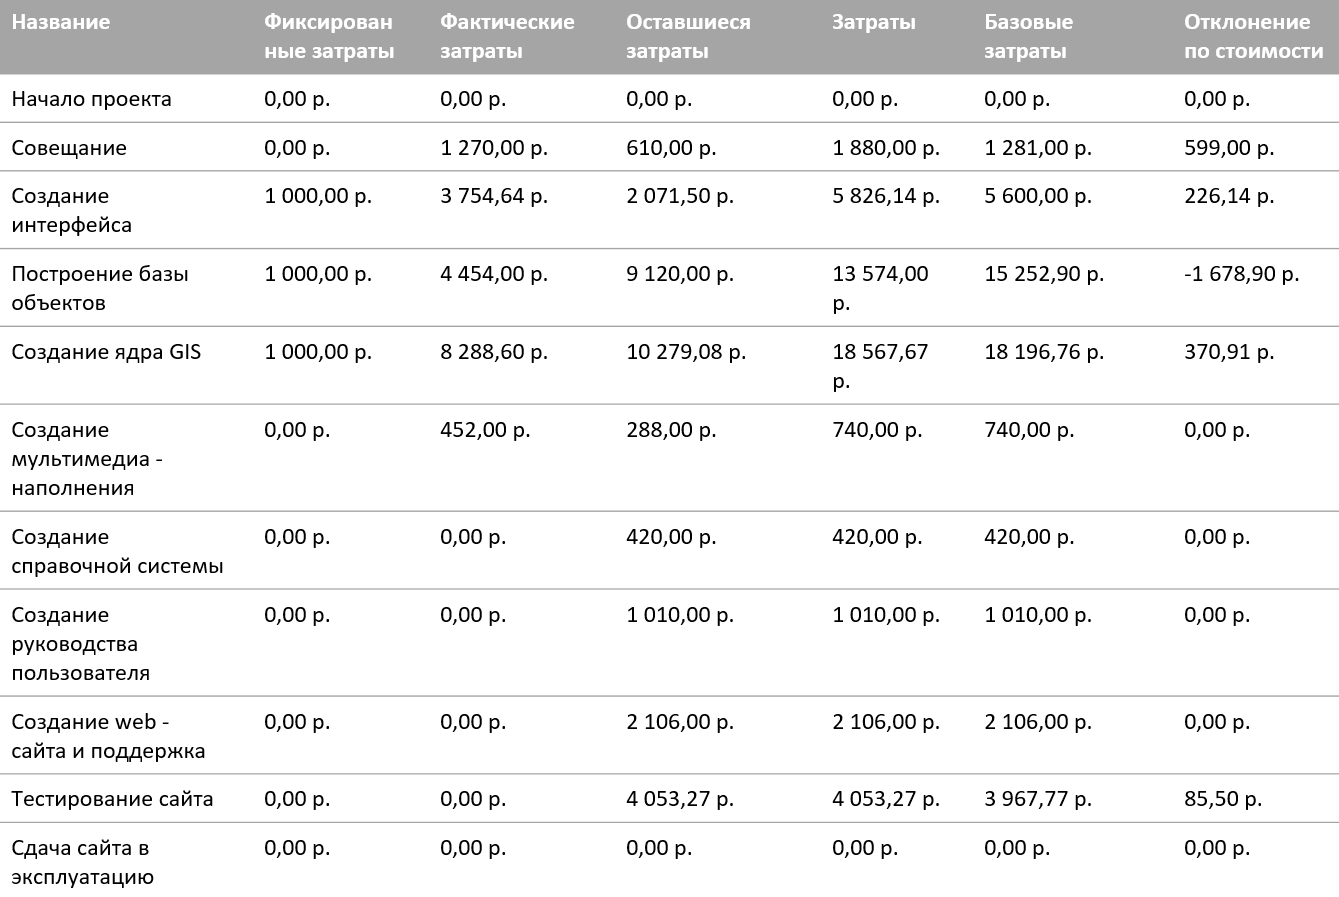 Название Фиксирован Фактические Оставшиеся Затраты Базовые Отклонение
ные затраты затраты затраты затраты по стоимости
Начало проекта 0,00 р. 0,00 р. 0,00 р. 0,00 р. 0,00 р. 0,00 р.
Совещание 0,00 р. 1 270,00 р. 610,00 р. 1 880,00 р. 1 281,00 р. 599,00 р.
Создание 1 000,00 р. 3 754,64 р. 2 071,50 р. 5 826,14 р. 5 600,00 р. 226,14 р.
интерфейса
Построение базы 1 000,00 р. 4 454,00 р. 9 120,00 р. 13 574,00 15 252,90 р. -1 678,90 р.
объектов р.
Создание ядра GIS 1 000,00 р. 8 288,60 р. 10 279,08 р. 18 567,67 18 196,76 р. 370,91 р.
р.
Создание 0,00 р. 452,00 р. 288,00 р. 740,00 р. 740,00 р. 0,00 р.
мультимедиа -
наполнения
Создание 0,00 р. 0,00 р. 420,00 р. 420,00 р. 420,00 р. 0,00 р.
справочной системы
Создание 0,00 р. 0,00 р. 1 010,00 р. 1 010,00 р. 1 010,00 р. 0,00 р.
руководства
пользователя
Создание web - 0,00 р. 0,00 р. 2 106,00 р. 2 106,00 р. 2 106,00 р. 0,00 р.
сайта и поддержка
Тестирование сайта 0,00 р. 0,00 р. 4 053,27 р. 4 053,27 р. 3 967,77 р. 85,50 р.
Сдача сайта в 0,00 р. 0,00 р. 0,00 р. 0,00 р. 0,00 р. 0,00 р.
эксплуатацию